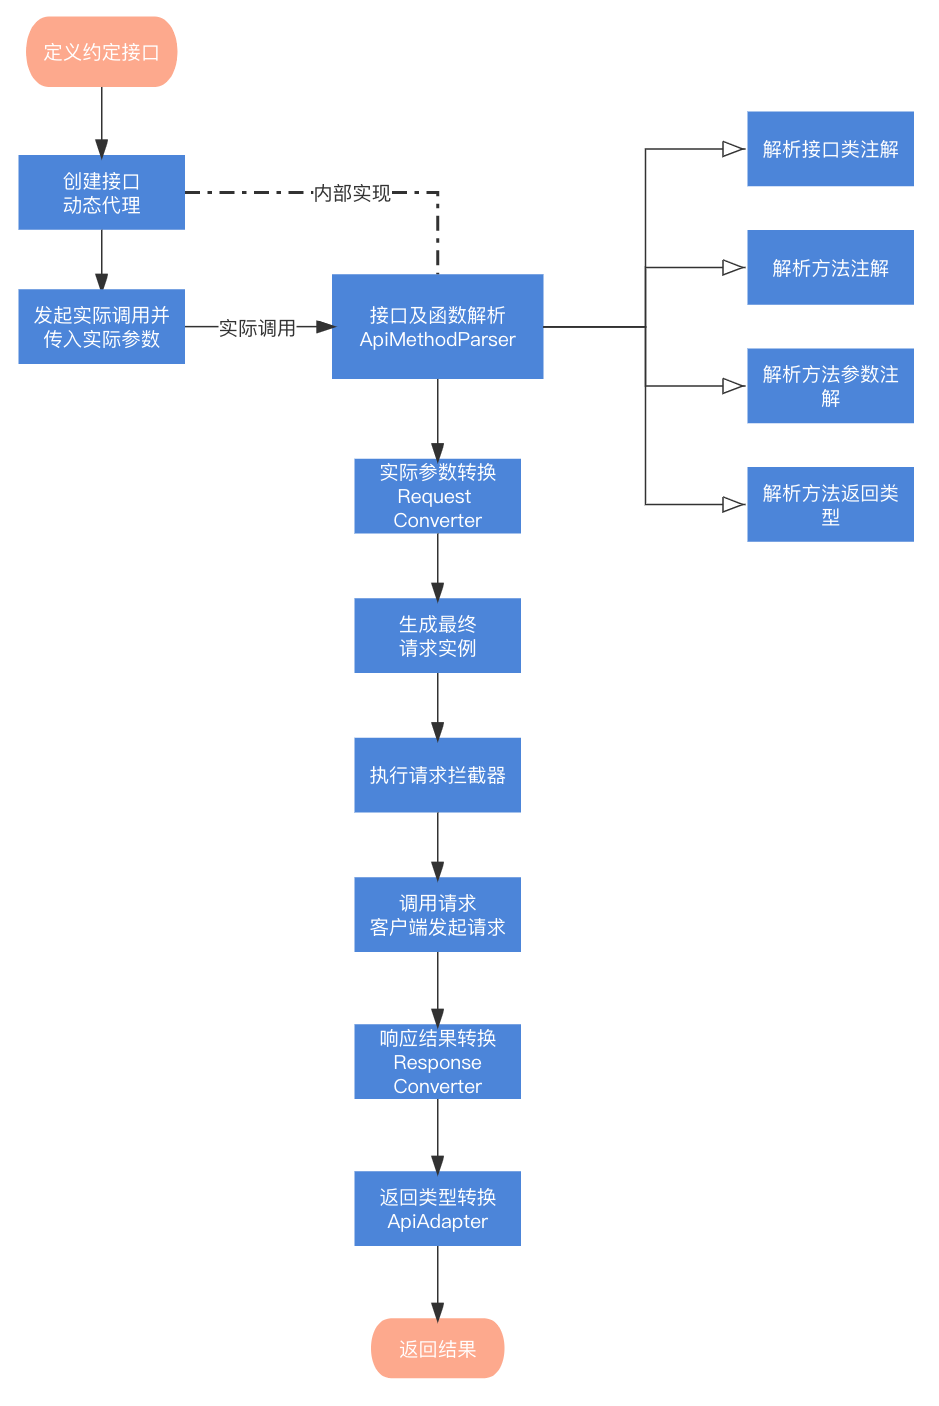 定义约定接口
创建接口
动态代理
内部实现
发起实际调用并
传入实际参数
实际调用
接口及函数解析
ApiMethodParser
解析接口类注解
解析方法注解
解析方法参数注
解
解析方法返回类
型
实际参数转换
Request
Converter
生成最终
请求实例
执行请求拦截器
调用请求
客户端发起请求
响应结果转换
Response
Converter
返回类型转换
ApiAdapter
返回结果